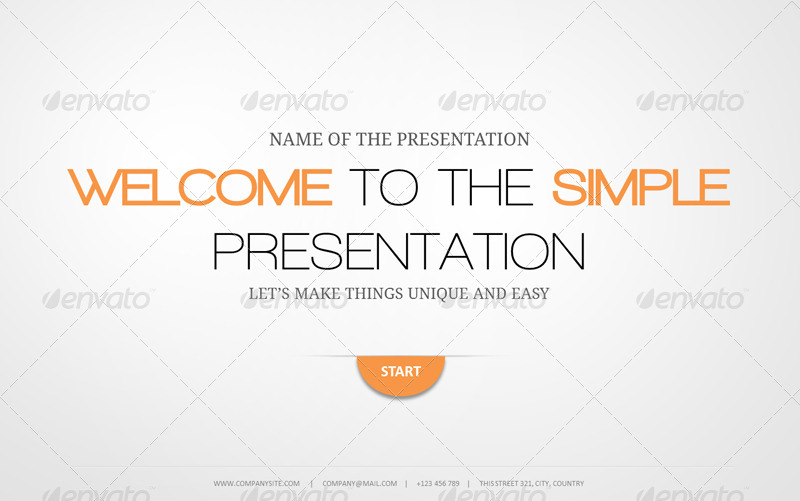 envato envato envato envato
NAME OF THE PRESENTATION
WELCOME TO THE SIMPLE
PRESENTATION
LET'S MAKE THINGS UNIQUE AND EASY
envato envato envato envato
START
WWW.COMPANYSITE.COM | COMPANY@MAIL.COM | +123 456 789 | THIS STREET 321, CITY, COUNTRY
envato envato envato envato